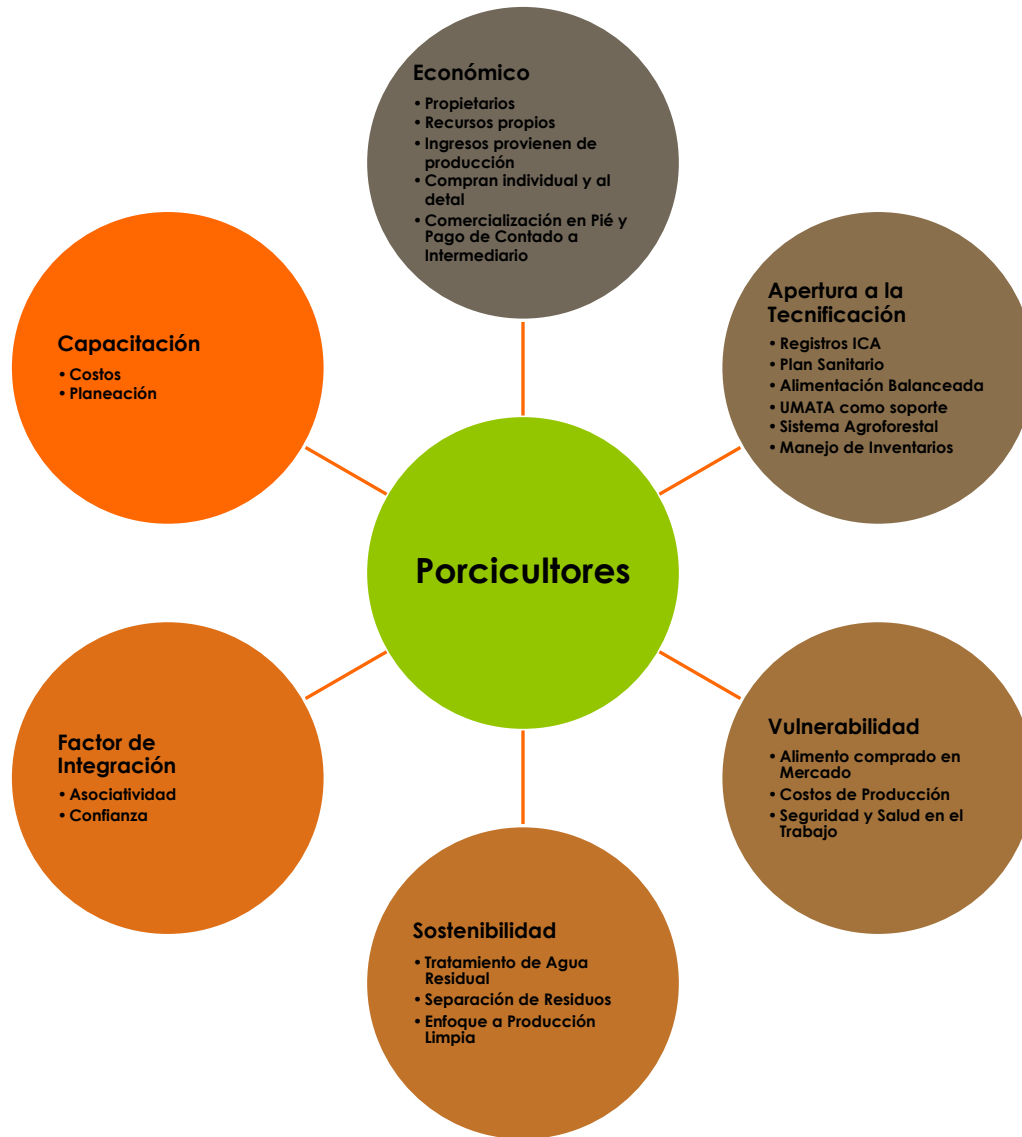 Económico
• Propietarios
• Recursos propios
• Ingresos provienen de
producción
• Compran individual y al
detal
• Comercialización en Pié y
Pago de Contado a
Intermediario
Apertura a la
Tecnificación
• Registros ICA
• Plan Sanitario
• Alimentación Balanceada
• UMATA como soporte
• Sistema Agroforestal
• Manejo de Inventarios
Capacitación
• Costos
• Planeación
Porcicultores
Vulnerabilidad
• Alimento comprado en
Mercado
• Costos de Producción
• Seguridad y Salud en el
Trabajo
Factor de
Integración
• Asociatividad
• Confianza
Sostenibilidad
• Tratamiento de Agua
Residual
• Separación de Residuos
• Enfoque a Producción
Limpia